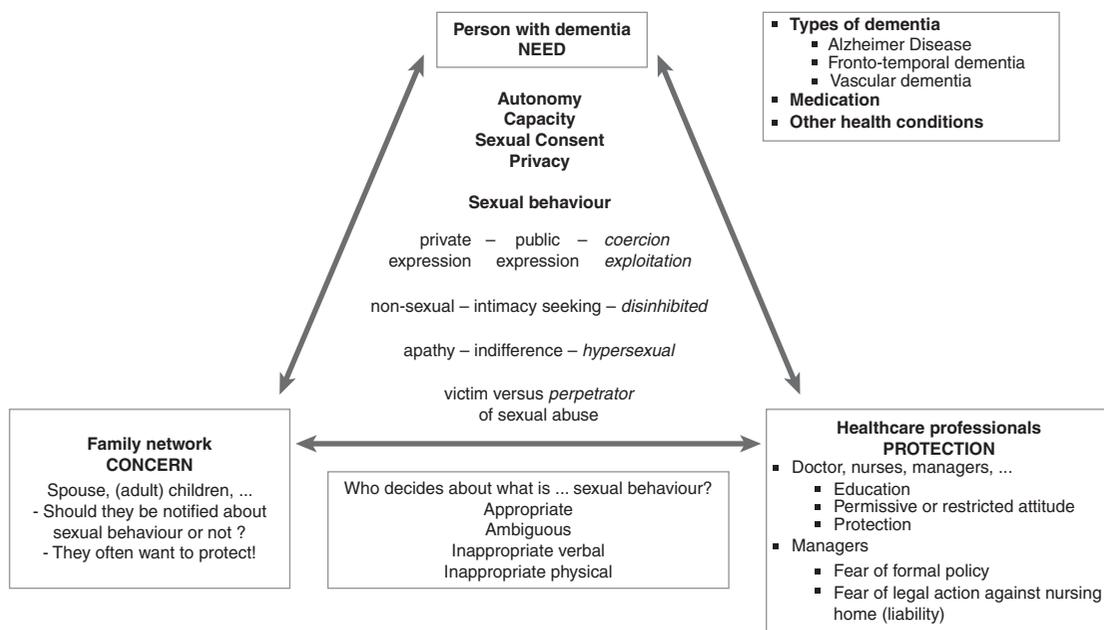 Person with dementia
NEED
▪ Types of dementia
▪ Alzheimer Disease
▪ Fronto-temporal dementia
▪ Vascular dementia
▪ Medication
▪ Other health conditions
Autonomy
Capacity
Sexual Consent
Privacy
Sexual behaviour
private – public – coercion
expression expression exploitation
non-sexual – intimacy seeking – disinhibited
apathy – indifference – hypersexual
victim versus perpetrator
of sexual abuse
Family network
CONCERN
Spouse, (adult) children, ...
- Should they be notified about
sexual behaviour or not ?
- They often want to protect!
Who decides about what is ... sexual behaviour?
Appropriate
Ambiguous
Inappropriate verbal
Inappropriate physical
Healthcare professionals
PROTECTION
▪ Doctor, nurses, managers, ...
▪ Education
▪ Permissive or restricted attitude
▪ Protection
▪ Managers
▪ Fear of formal policy
▪ Fear of legal action against nursing
home (liability)